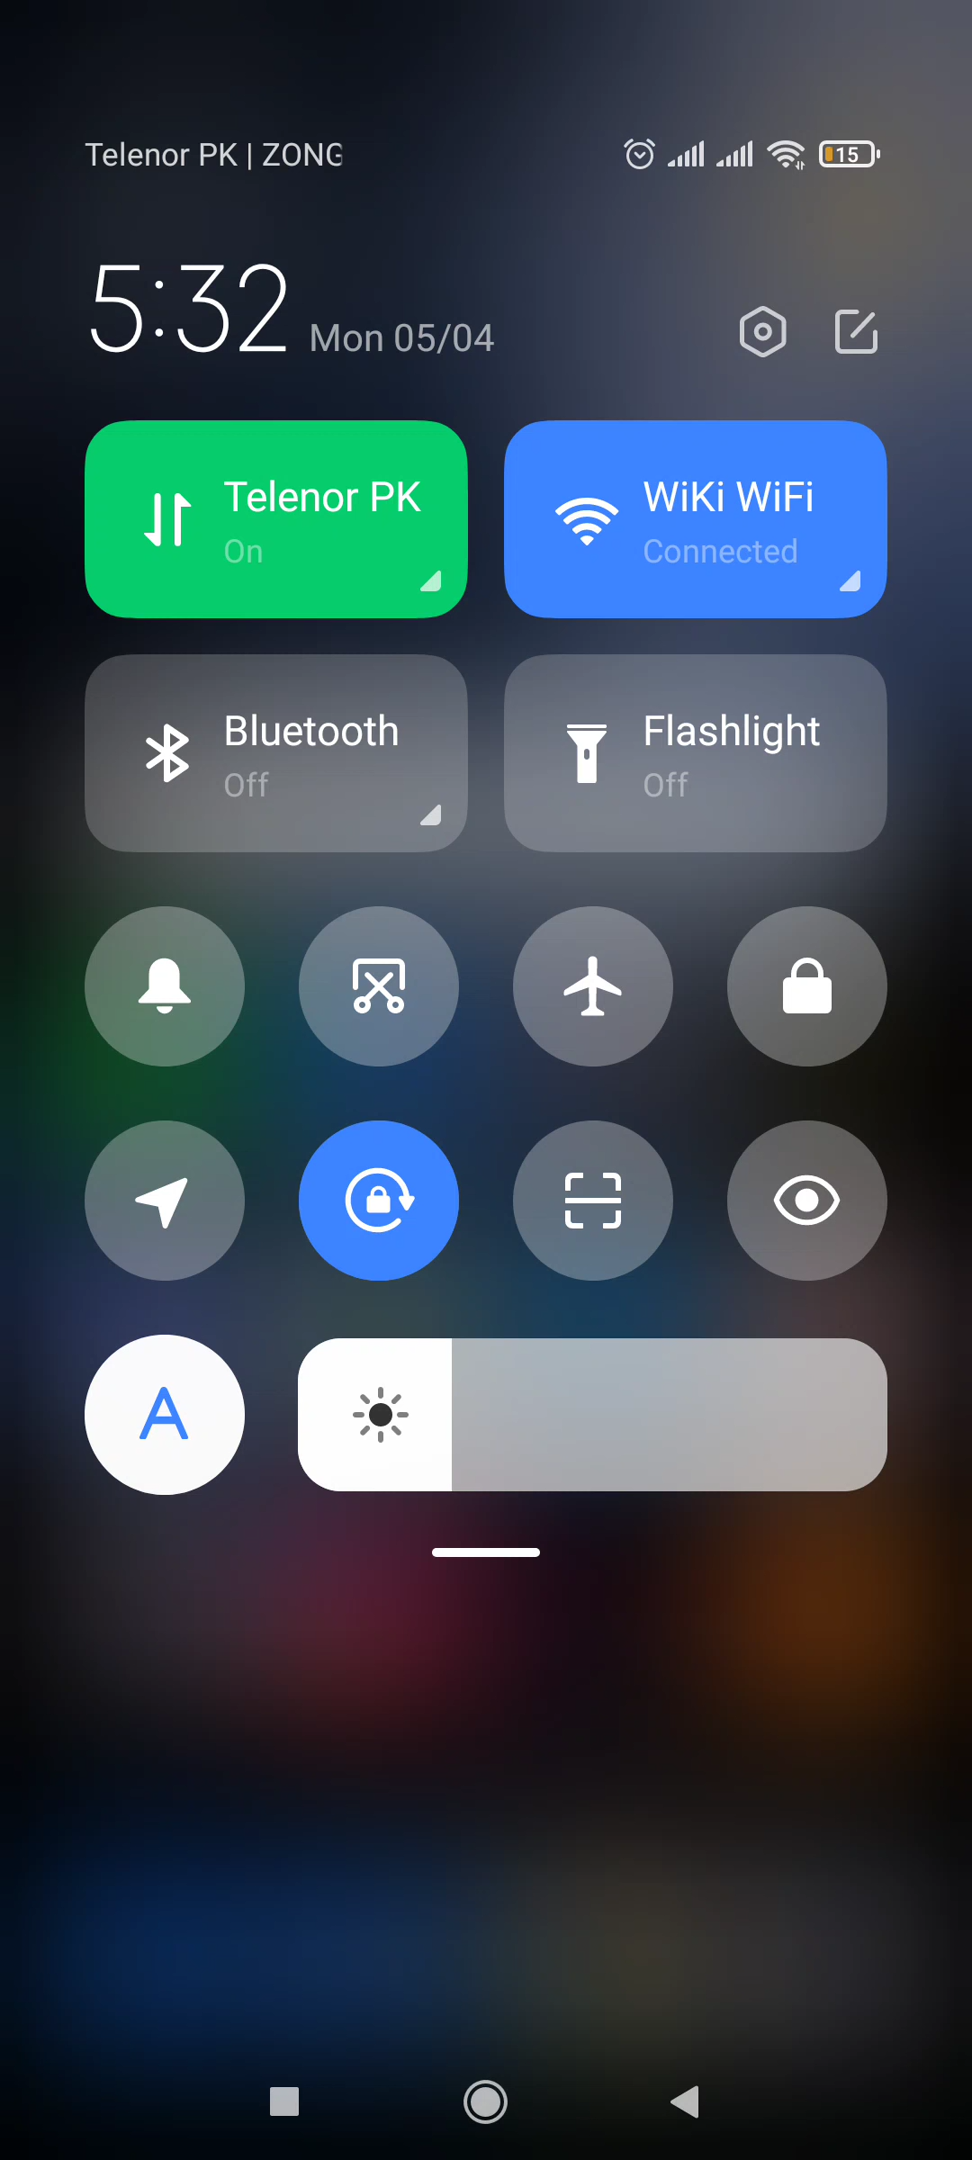 Telenor PK | ZONG
15
5:32 Mon 05/04
Telenor PK
On
WiKi WiFi
Connected
Bluetooth
Off
Flashlight
Off
A